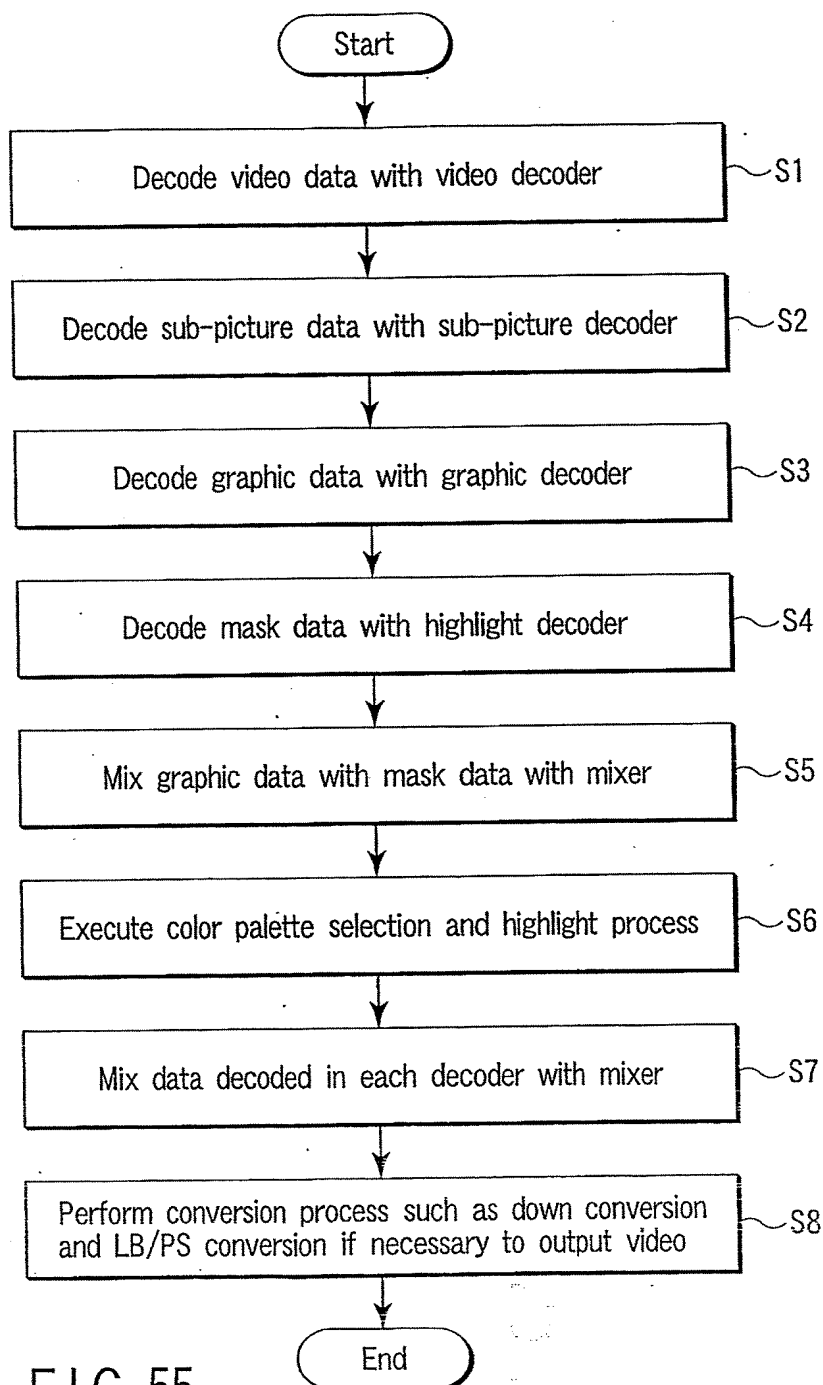 Start
Decode video data with video decoder
S1
Decode sub-picture data with sub-picture decoder
S2
Decode graphic data with graphic decoder
S3
Decode mask data with highlight decoder
S4
Mix graphic data with mask data with mixer
S5
Execute color palette selection and highlight process
S6
Mix data decoded in each decoder with mixer
S7
Perform conversion process such as down conversion
and LB/PS conversion if necessary to output video
S8
End
FIG. 55